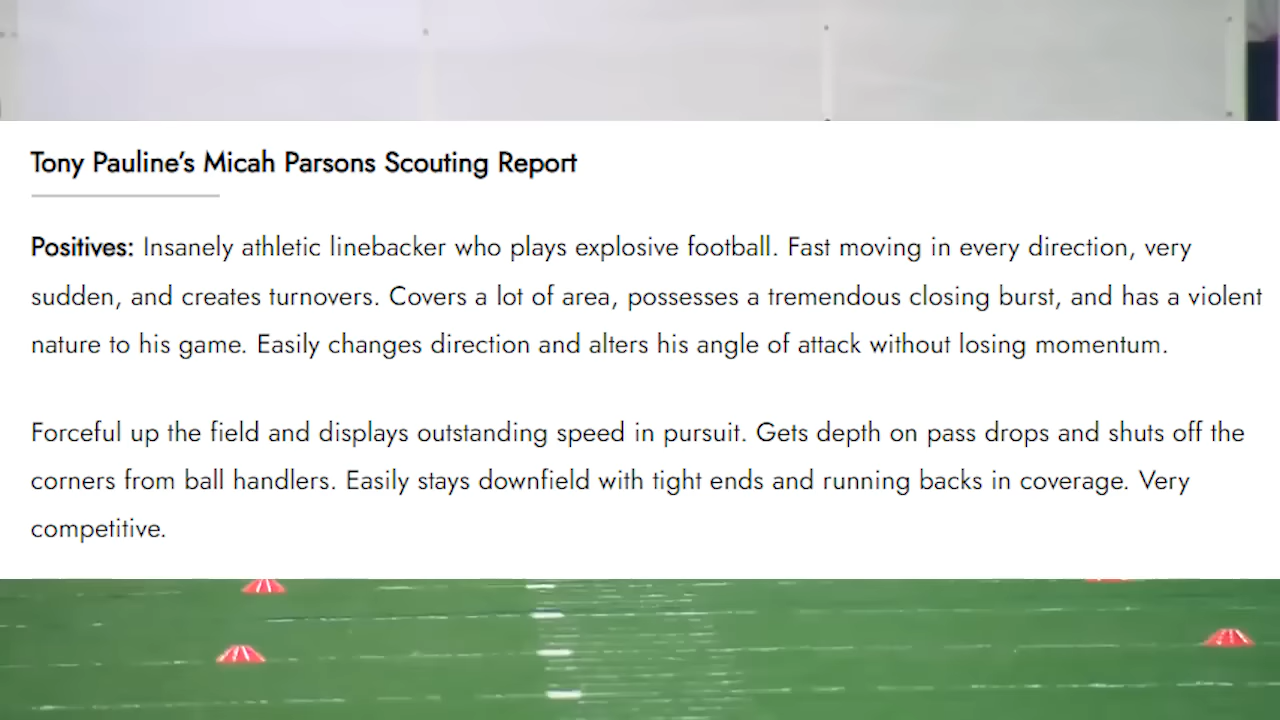 Tony Pauline's Micah Parsons Scouting Report
Positives: Insanely athletic linebacker who plays explosive football. Fast moving in every direction, very
sudden, and creates turnovers. Covers a lot of area, possesses a tremendous closing burst, and has a violent
nature to his game. Easily changes direction and alters his angle of attack without losing momentum.
Forceful up the field and displays outstanding speed in pursuit. Gets depth on pass drops and shuts off the
corners from ball handlers. Easily stays downfield with tight ends and running backs in coverage. Very
competitive.